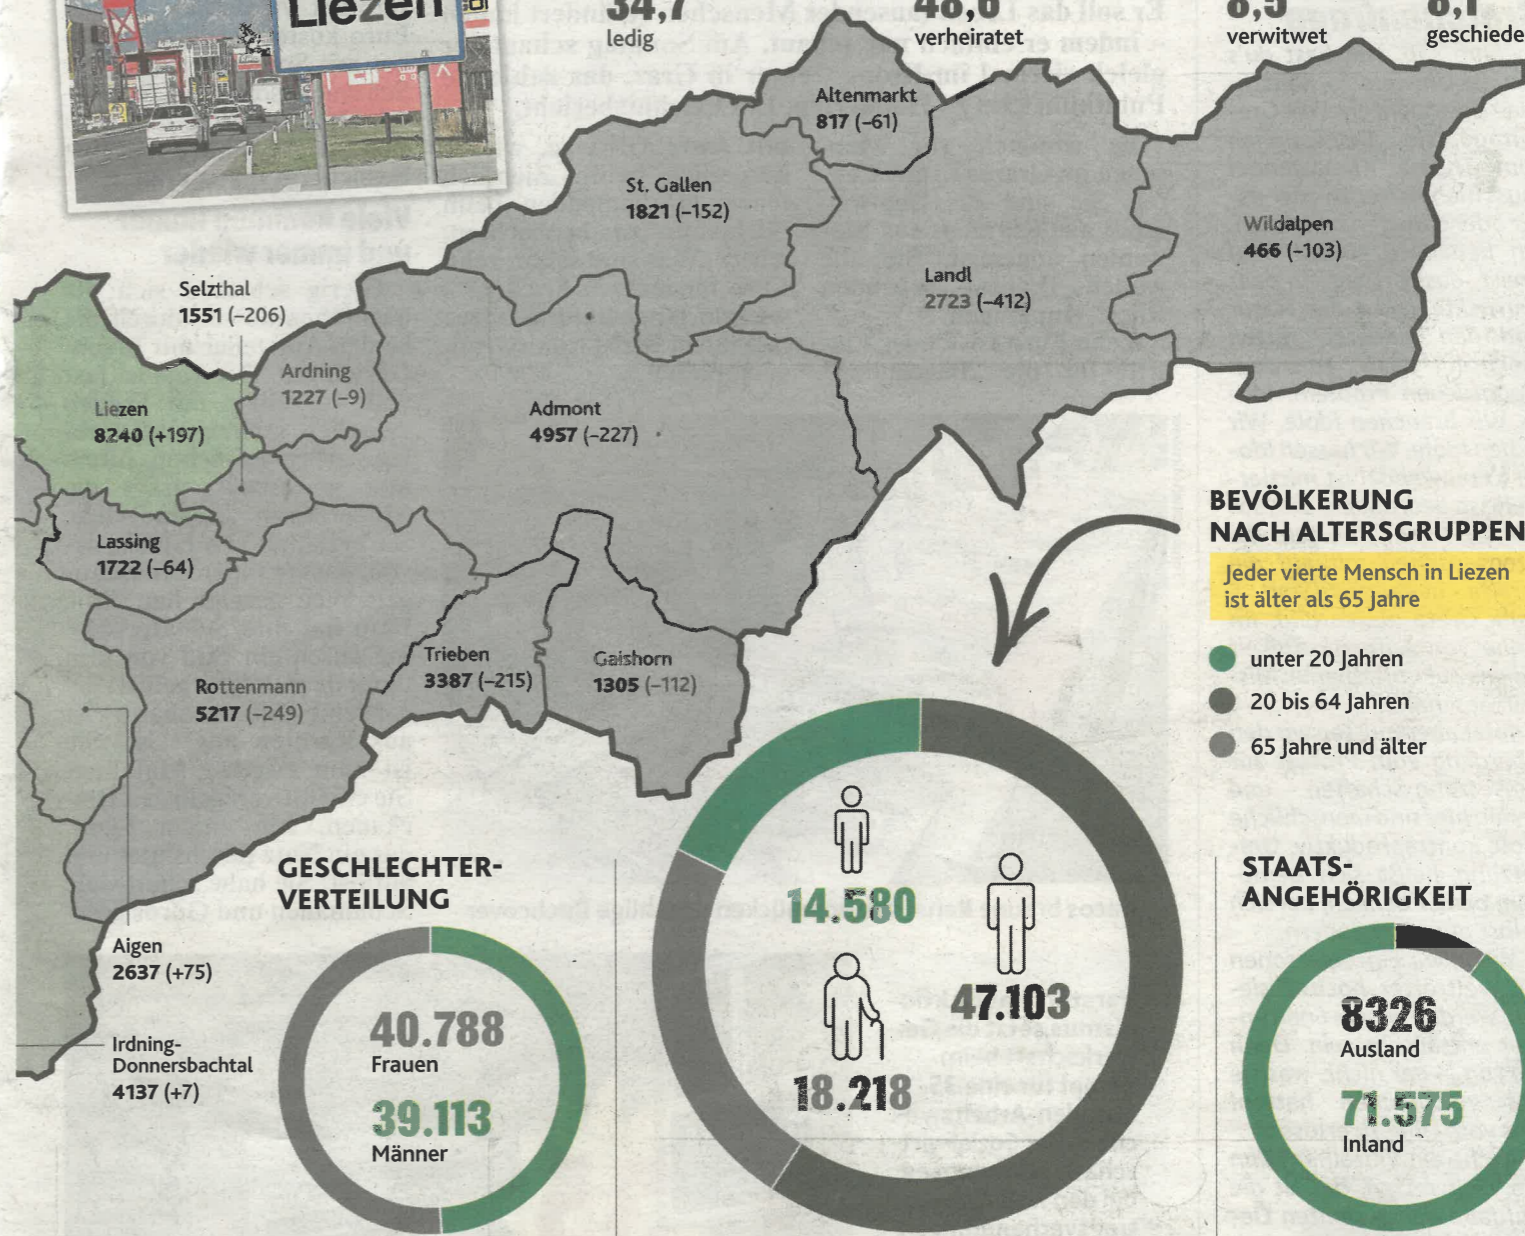 Liezen
34,7
ledig
48,6
verheiratet
8,5
verwitwet
8,1
geschiede
Altenmarkt
817 (–61)
St. Gallen
1821 (–152)
Wildalpen
466 (–103)
Landl
2723 (–412)
Selzthal
1551 (–206)
Ardning
1227 (–9)
Liezen
8240 (+197)
Admont
4957 (–227)
Lassing
1722 (–64)
Trieben
3387 (–215)
Gaishorn
1305 (–112)
Rottenmann
5217 (–249)
Aigen
2637 (+75)
Irdning-
Donnersbachtal
4137 (+7)
BEVÖLKERUNG
NACH ALTERSGRUPPEN
Jeder vierte Mensch in Liezen
ist älter als 65 Jahre
unter 20 Jahren
20 bis 64 Jahren
65 Jahre und älter
14.580
47.103
18.218
GESCHLECHTER-
VERTEILUNG
40.788
Frauen
39.113
Männer
STAATS-
ANGEHÖRIGKEIT
8326
Ausland
71.575
Inland